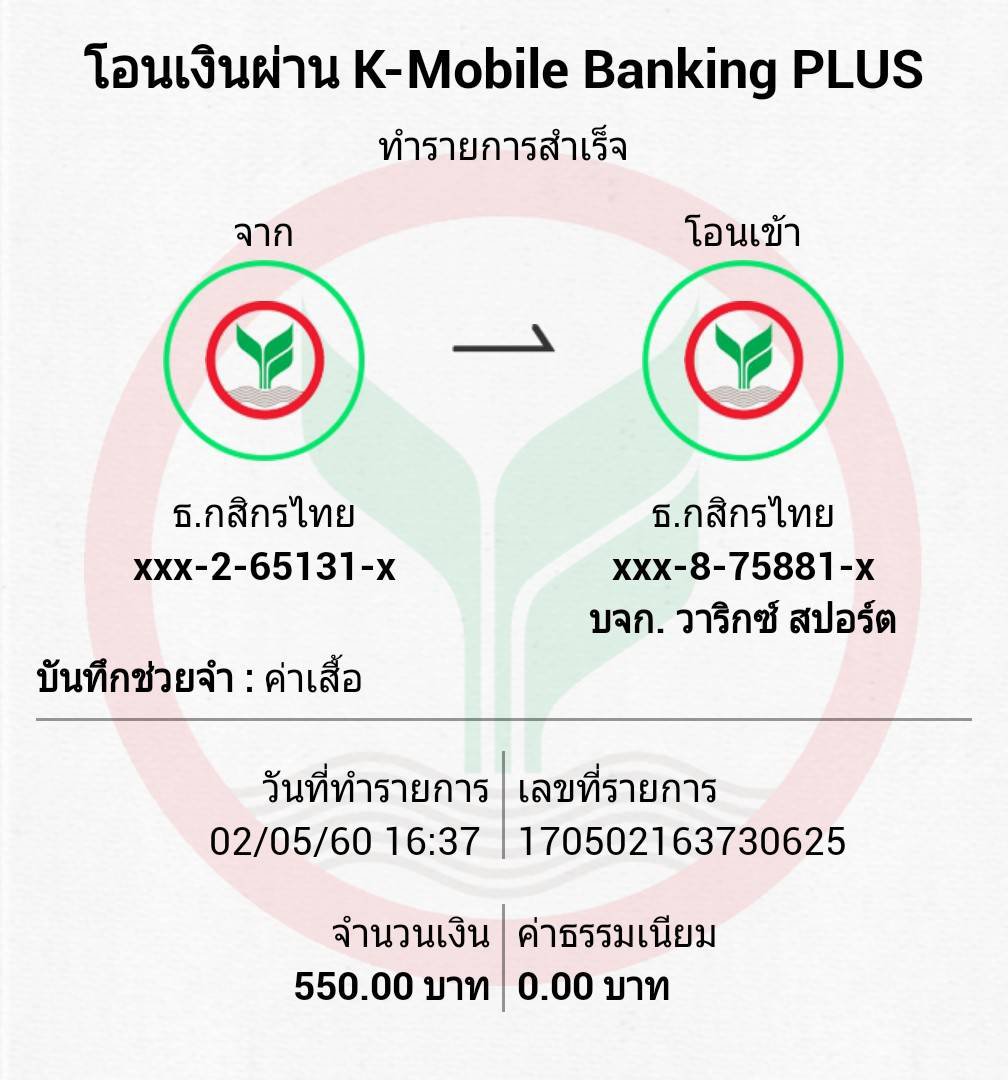 โอนเงินผ่าน K-Mobile Banking PLUS
ทำรายการสำเร็จ
จาก
โอนเข้า
ธ.กสิกรไทย
xxx-2-65131-x
ธ.กสิกรไทย
xxx-8-75881-x
บจก. วาริกซ์ สปอร์ต
บันทึกช่วยจำ : ค่าเสื้อ
วันที่ทำรายการ
02/05/60 16:37
เลขที่รายการ
170502163730625
จำนวนเงิน
550.00 บาท
ค่าธรรมเนียม
0.00 บาท